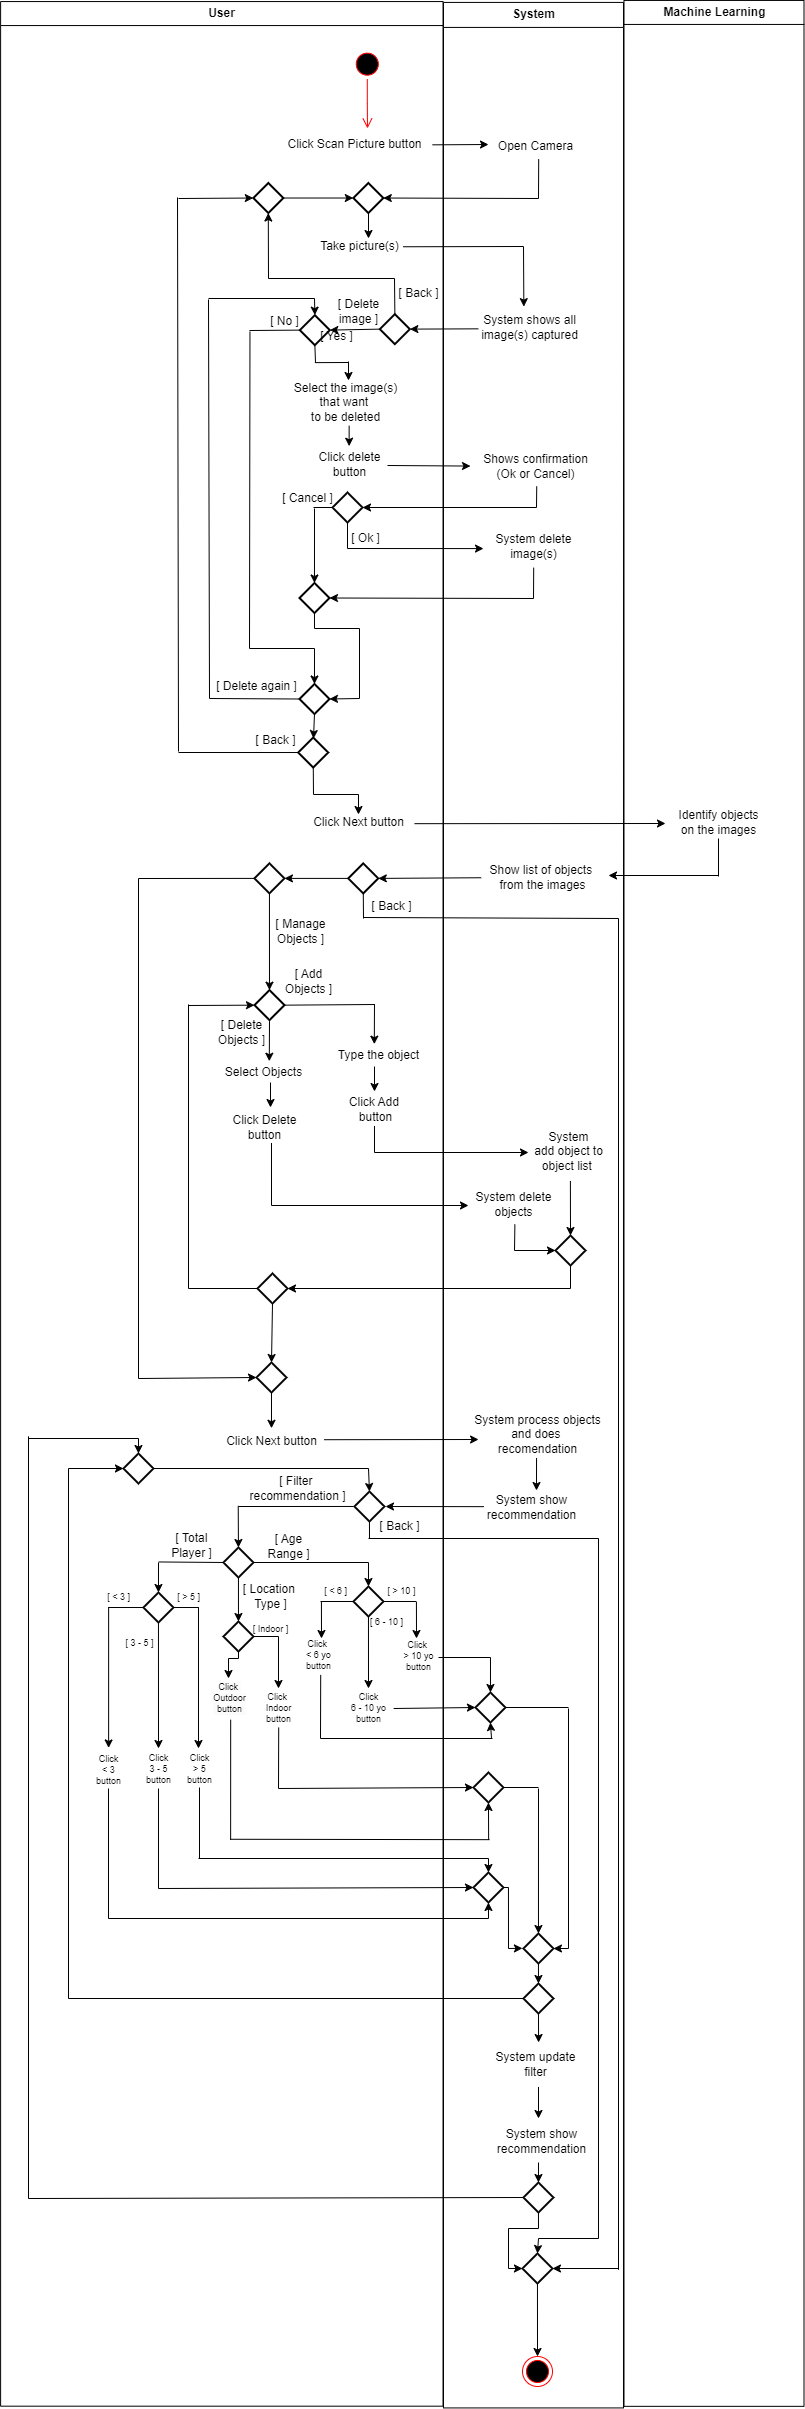 User
System
Machine Learning
Click Scan Picture button
Open Camera
Take picture(s)
[ Back ]
[ Delete
image ]
[ No ]
[ Yes ]
System shows all
image(s) captured
Select the image(s)
that want
to be deleted
Click delete
button
Shows confirmation
(Ok or Cancel)
[ Cancel ]
[ Ok ]
System delete
image(s)
[ Delete again ]
[ Back ]
Click Next button
Identify objects
on the images
Show list of objects
from the images
[ Back ]
[ Manage
Objects ]
[ Add
Objects ]
[ Delete
Objects ]
Type the object
Select Objects
Click Add
button
Click Delete
button
System
add object to
object list
System delete
objects
Click Next button
System process objects
and does
recomendation
[ Filter
recommendation ]
System show
recommendation
[ Back ]
[ Total
Player ]
[ Age
Range ]
[ Location
Type ]
[ < 3 ]
[ > 5 ]
[ 3 - 5 ]
[ Indoor ]
[ < 6 ]
[ > 10 ]
[ 6 - 10 ]
Click
< 6 yo
button
Click
> 10 yo
button
Click
Outdoor
button
Click
Indoor
button
Click
6 - 10 yo
button
Click
< 3
button
Click
3 - 5
button
Click
> 5
button
System update
filter
System show
recommendation